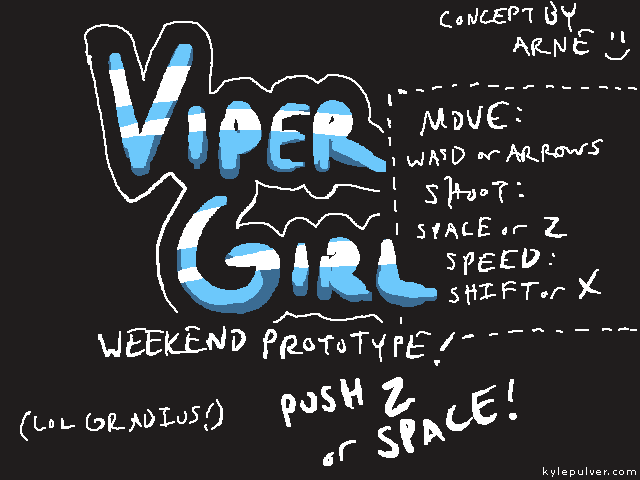 CONCEPT BY
ARNE :)
VIPER
GIRL
MOVE:
WASD or ARROWS
SHOOT:
SPACE or Z
SPEED:
SHIFT or X
WEEKEND PROTOTYPE!
PUSH Z
or SPACE!
(LOL GRADIUS!)
kylepulver.com